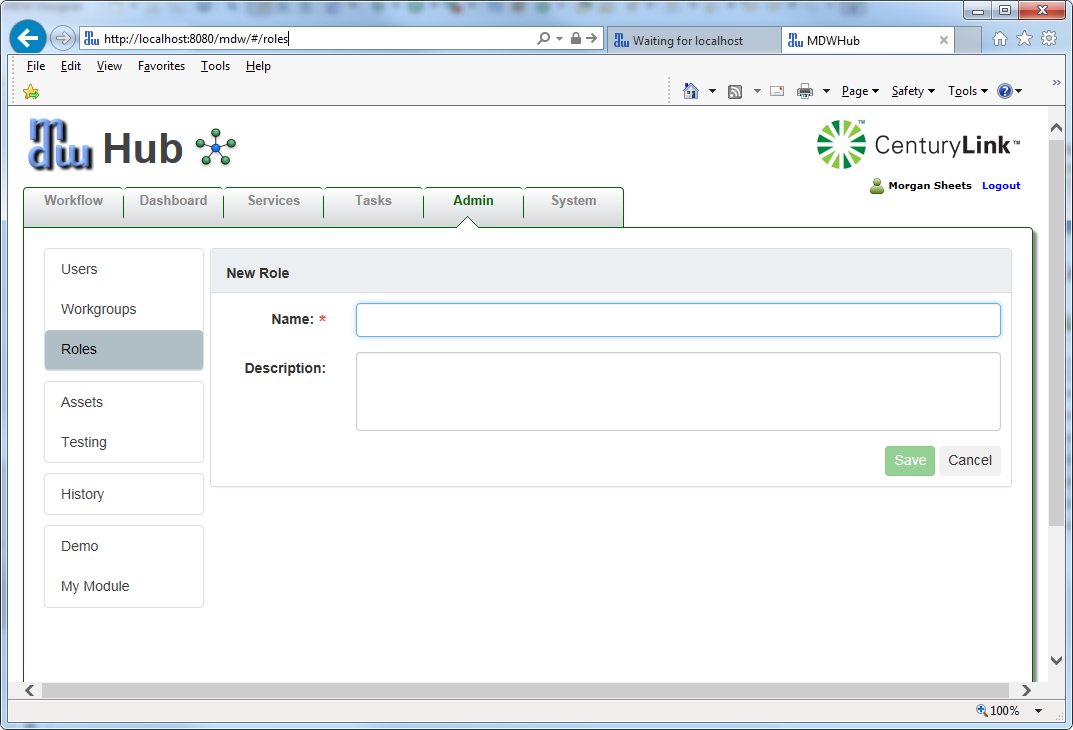 http://localhost:8080/mdw/#/roles
Waiting for localhost
MDWHub
File Edit View Favorites Tools Help
Page Safety Tools
mdw Hub
CenturyLink™
Morgan Sheets Logout
Workflow Dashboard Services Tasks Admin System
Users
Workgroups
Roles
Assets
Testing
History
Demo
My Module
New Role
Name: *
Description:
Save Cancel
100%